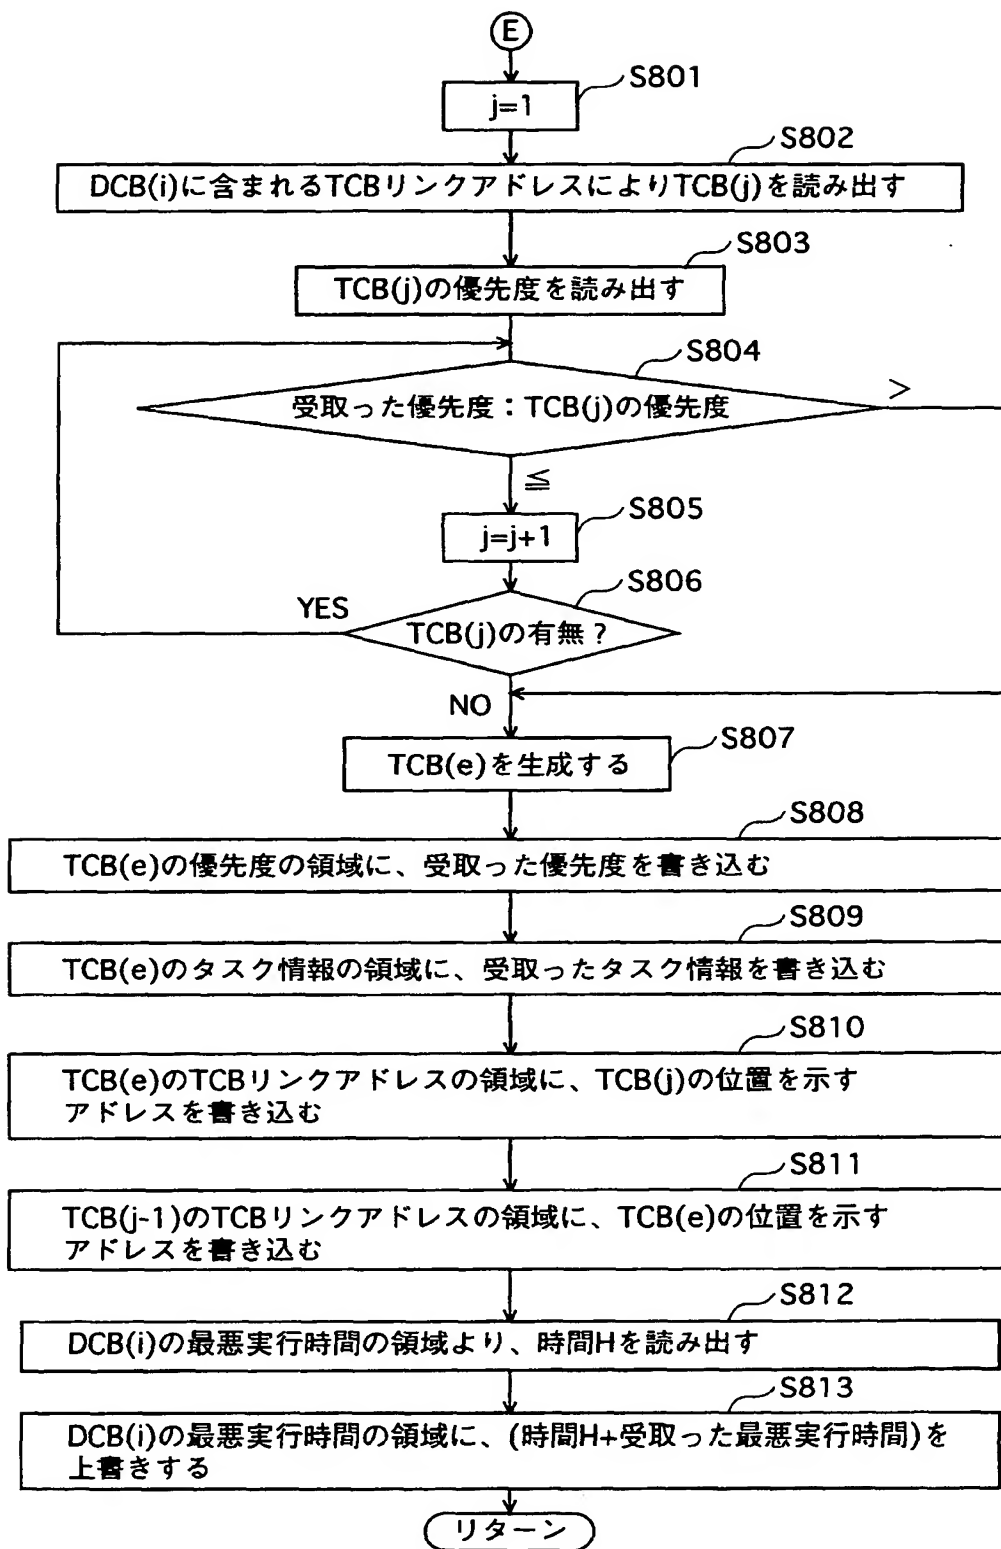 E
S801
j=1
S802
DCB(i)に含まれるTCBリンクアドレスによりTCB(j)を読み出す
S803
TCB(j)の優先度を読み出す
S804
受取った優先度：TCB(j)の優先度
>
≦
S805
j=j+1
S806
YES
TCB(j)の有無？
NO
S807
TCB(e)を生成する
S808
TCB(e)の優先度の領域に、受取った優先度を書き込む
S809
TCB(e)のタスク情報の領域に、受取ったタスク情報を書き込む
S810
TCB(e)のTCBリンクアドレスの領域に、TCB(j)の位置を示す
アドレスを書き込む
S811
TCB(j-1)のTCBリンクアドレスの領域に、TCB(e)の位置を示す
アドレスを書き込む
S812
DCB(i)の最悪実行時間の領域より、時間Hを読み出す
S813
DCB(i)の最悪実行時間の領域に、(時間H+受取った最悪実行時間)を
上書きする
リターン